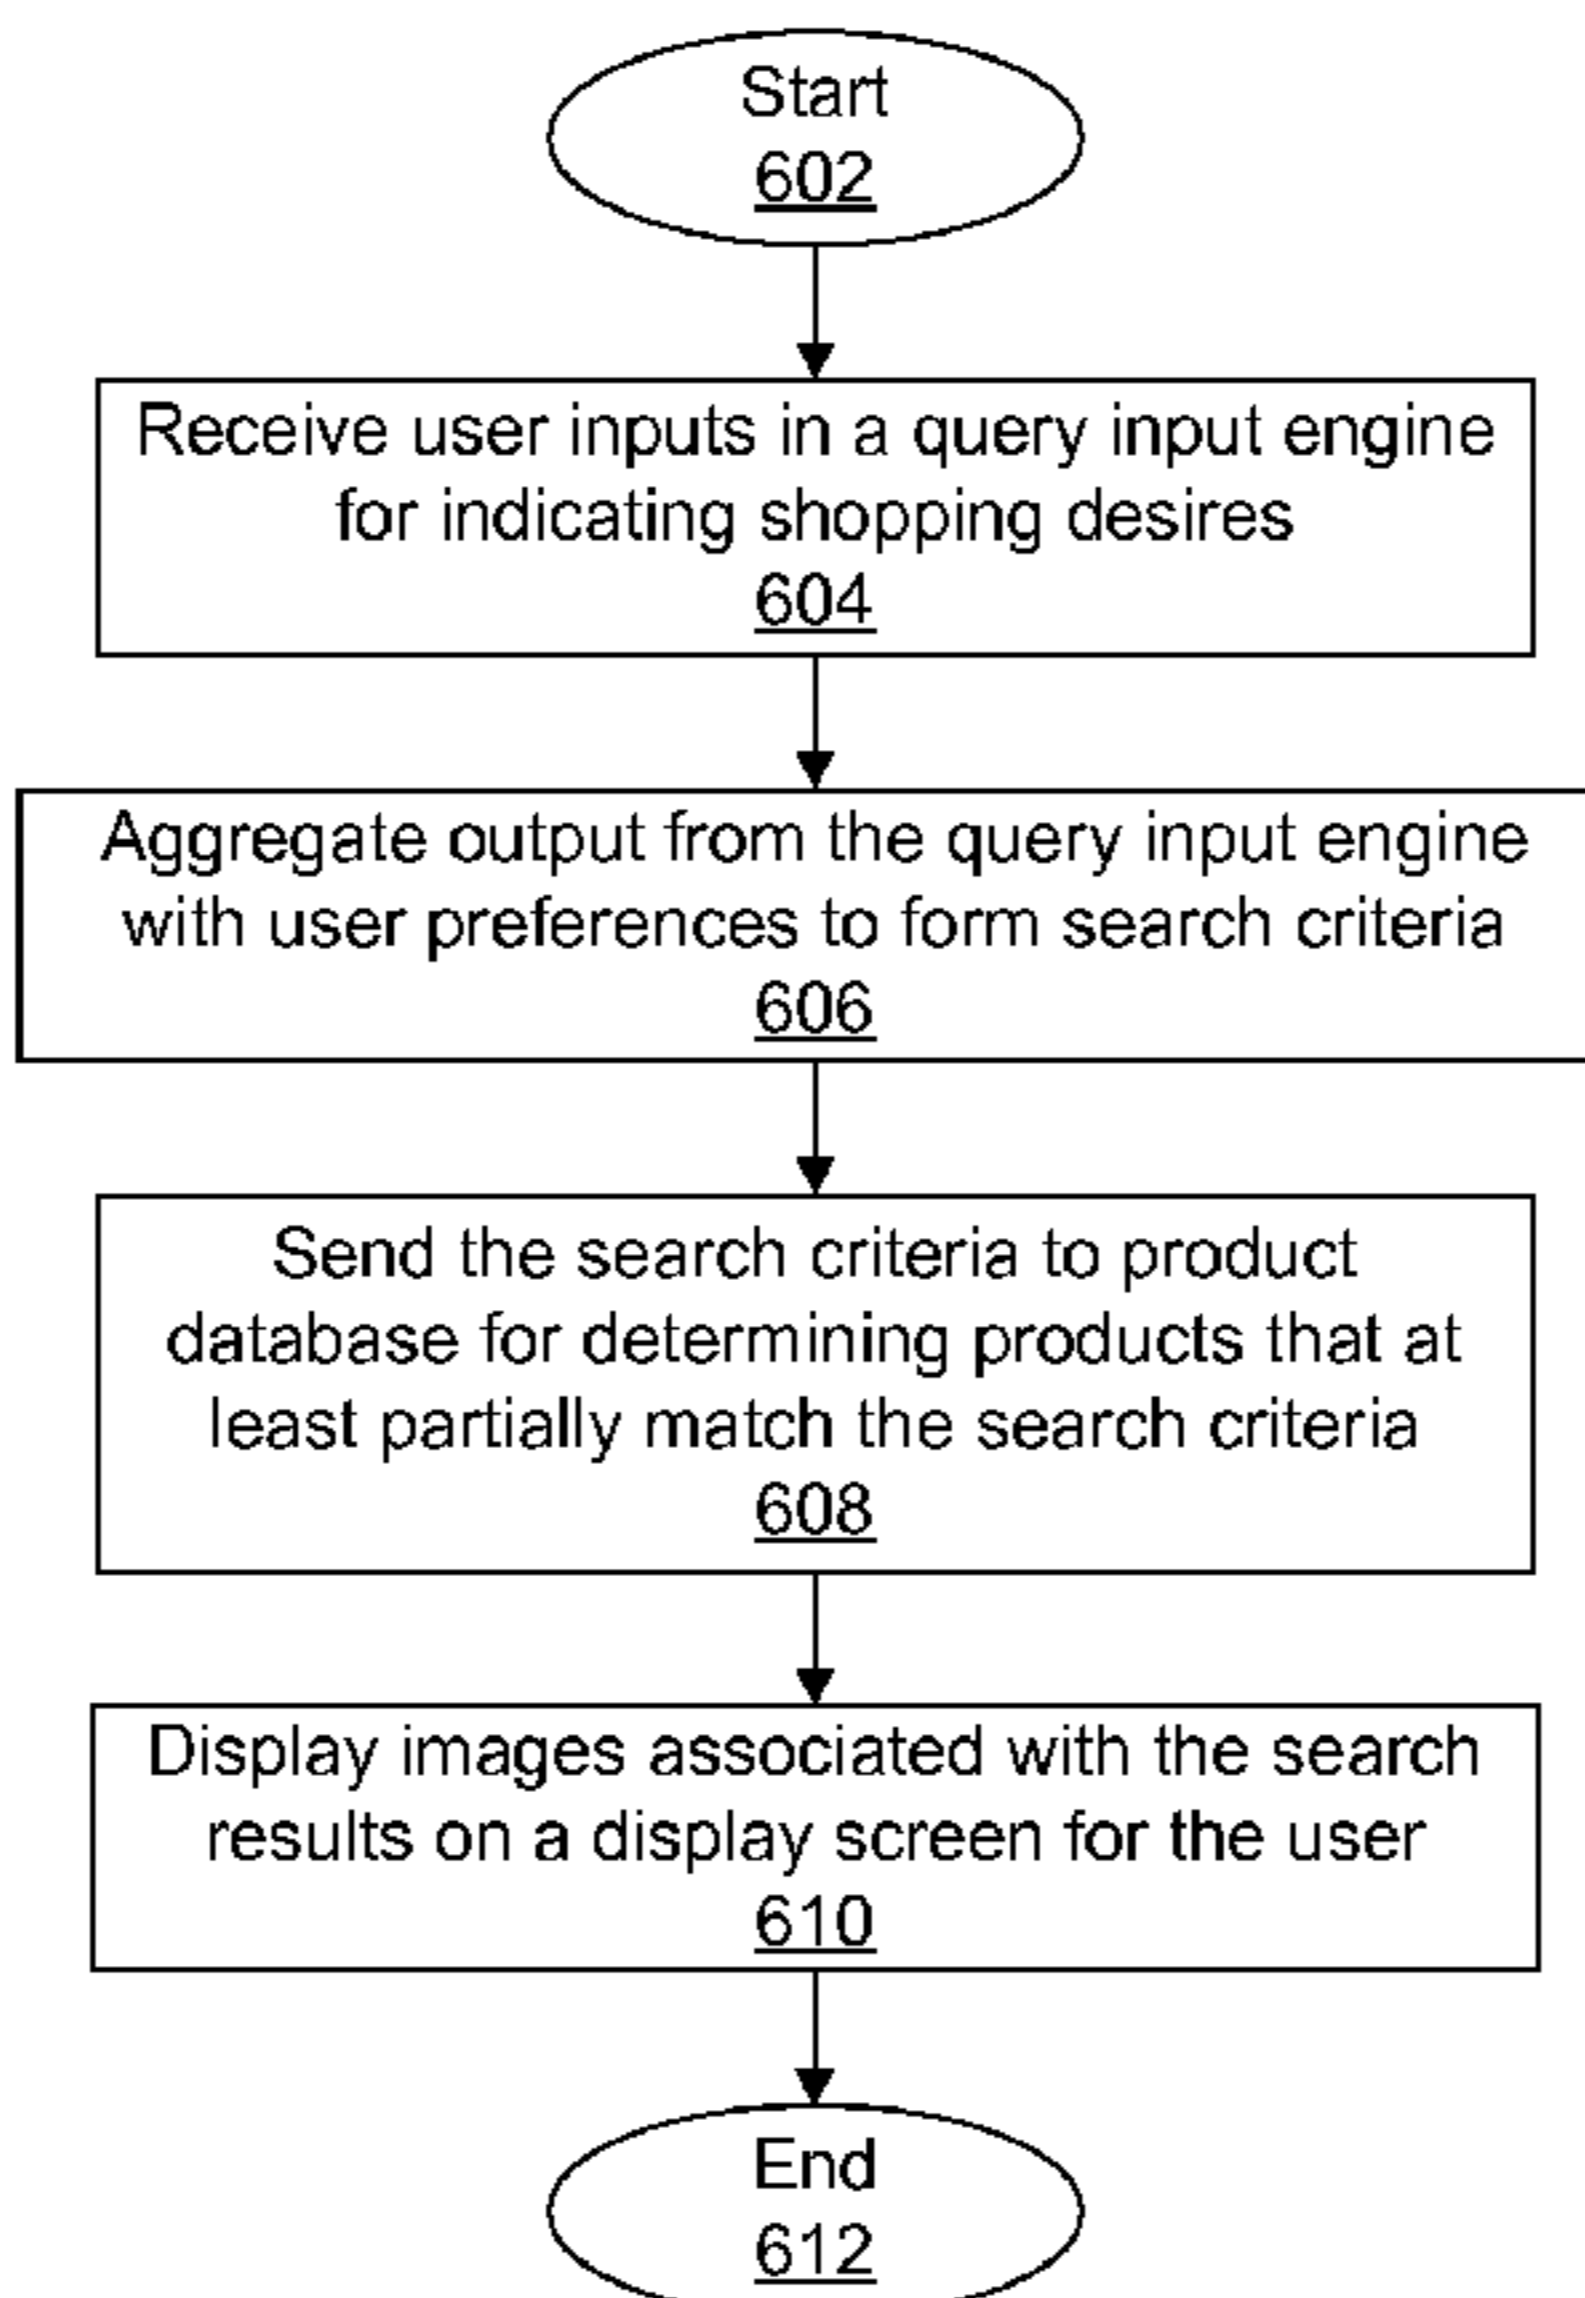 Start
602
Receive user inputs in a query input engine
for indicating shopping desires
604
Aggregate output from the query input engine
with user preferences to form search criteria
606
Send the search criteria to product
database for determining products that at
least partially match the search criteria
608
Display images associated with the search
results on a display screen for the user
610
End
612